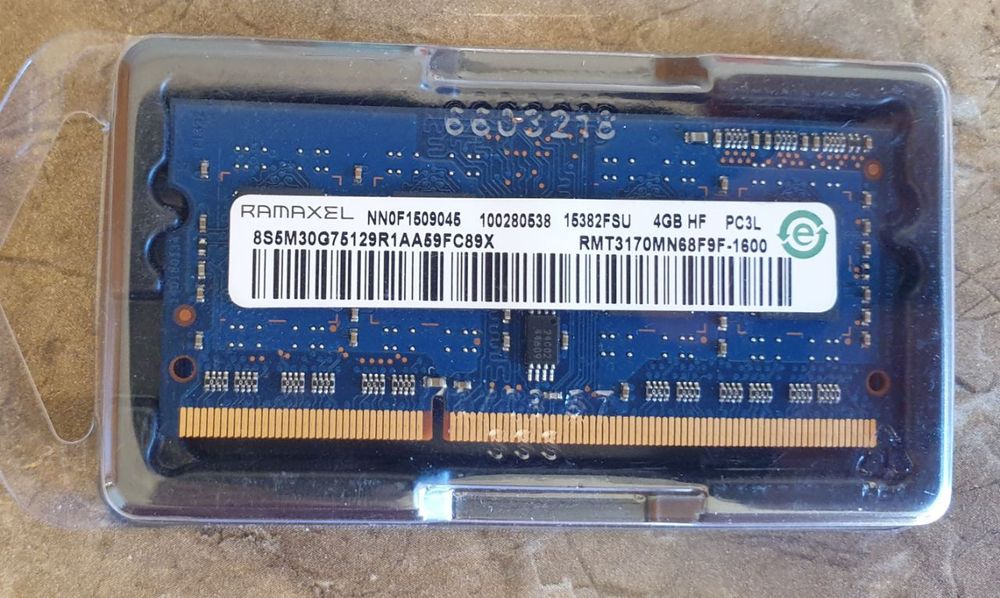 6603218
RAMAXEL NN0F1509045 100280538 15382FSU 4GB HF PC3L
8S5M30G75129R1AA59FC89X RMT3170MN68F9F-1600
e